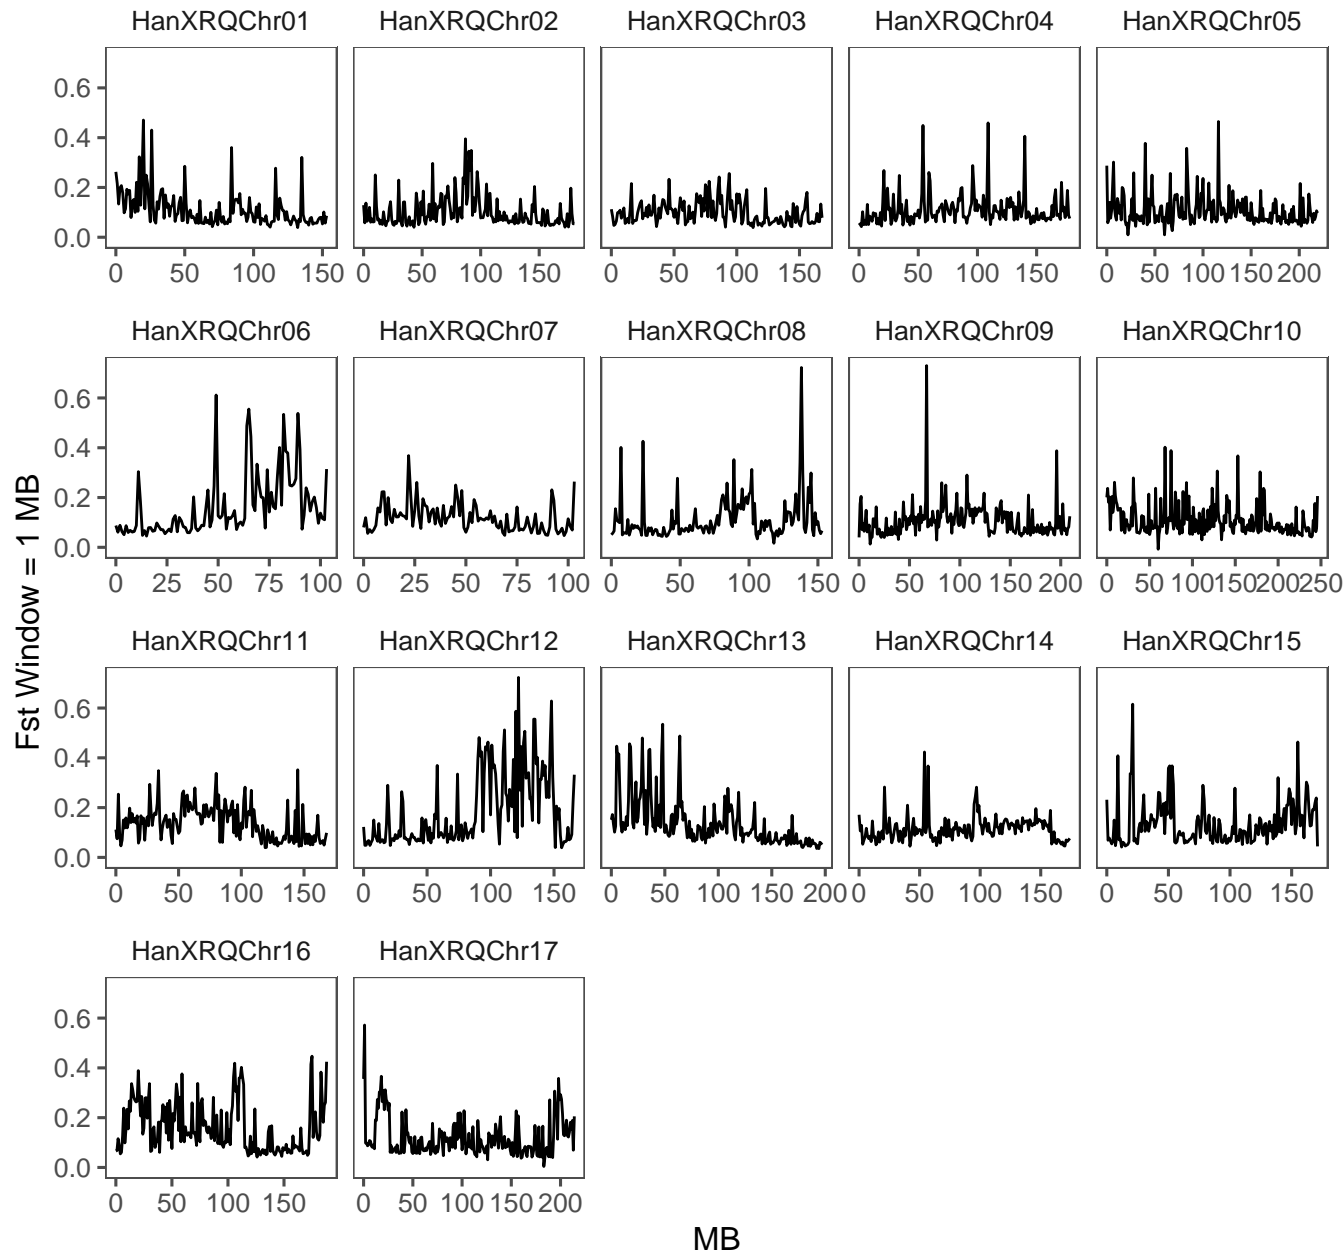 HanXRQChr01 HanXRQChr02 HanXRQChr03 HanXRQChr04 HanXRQChr05
0.6
0.4
0.2
0.0
0 50 100 150 0 50 100 150 0 50 100 150 0 50 100 150 0 50 100 150 200
HanXRQChr06 HanXRQChr07 HanXRQChr08 HanXRQChr09 HanXRQChr10
0.6
0.4
0.2
0.0
0 25 50 75 100 0 25 50 75 100 0 50 100 150 0 50 100 150 200 0 50 100 150 200 250
Fst Window = 1 MB
HanXRQChr11 HanXRQChr12 HanXRQChr13 HanXRQChr14 HanXRQChr15
0.6
0.4
0.2
0.0
0 50 100 150 0 50 100 150 0 50 100 150 200 0 50 100 150 0 50 100 150
HanXRQChr16 HanXRQChr17
0.6
0.4
0.2
0.0
0 50 100 150 0 50 100 150 200
MB